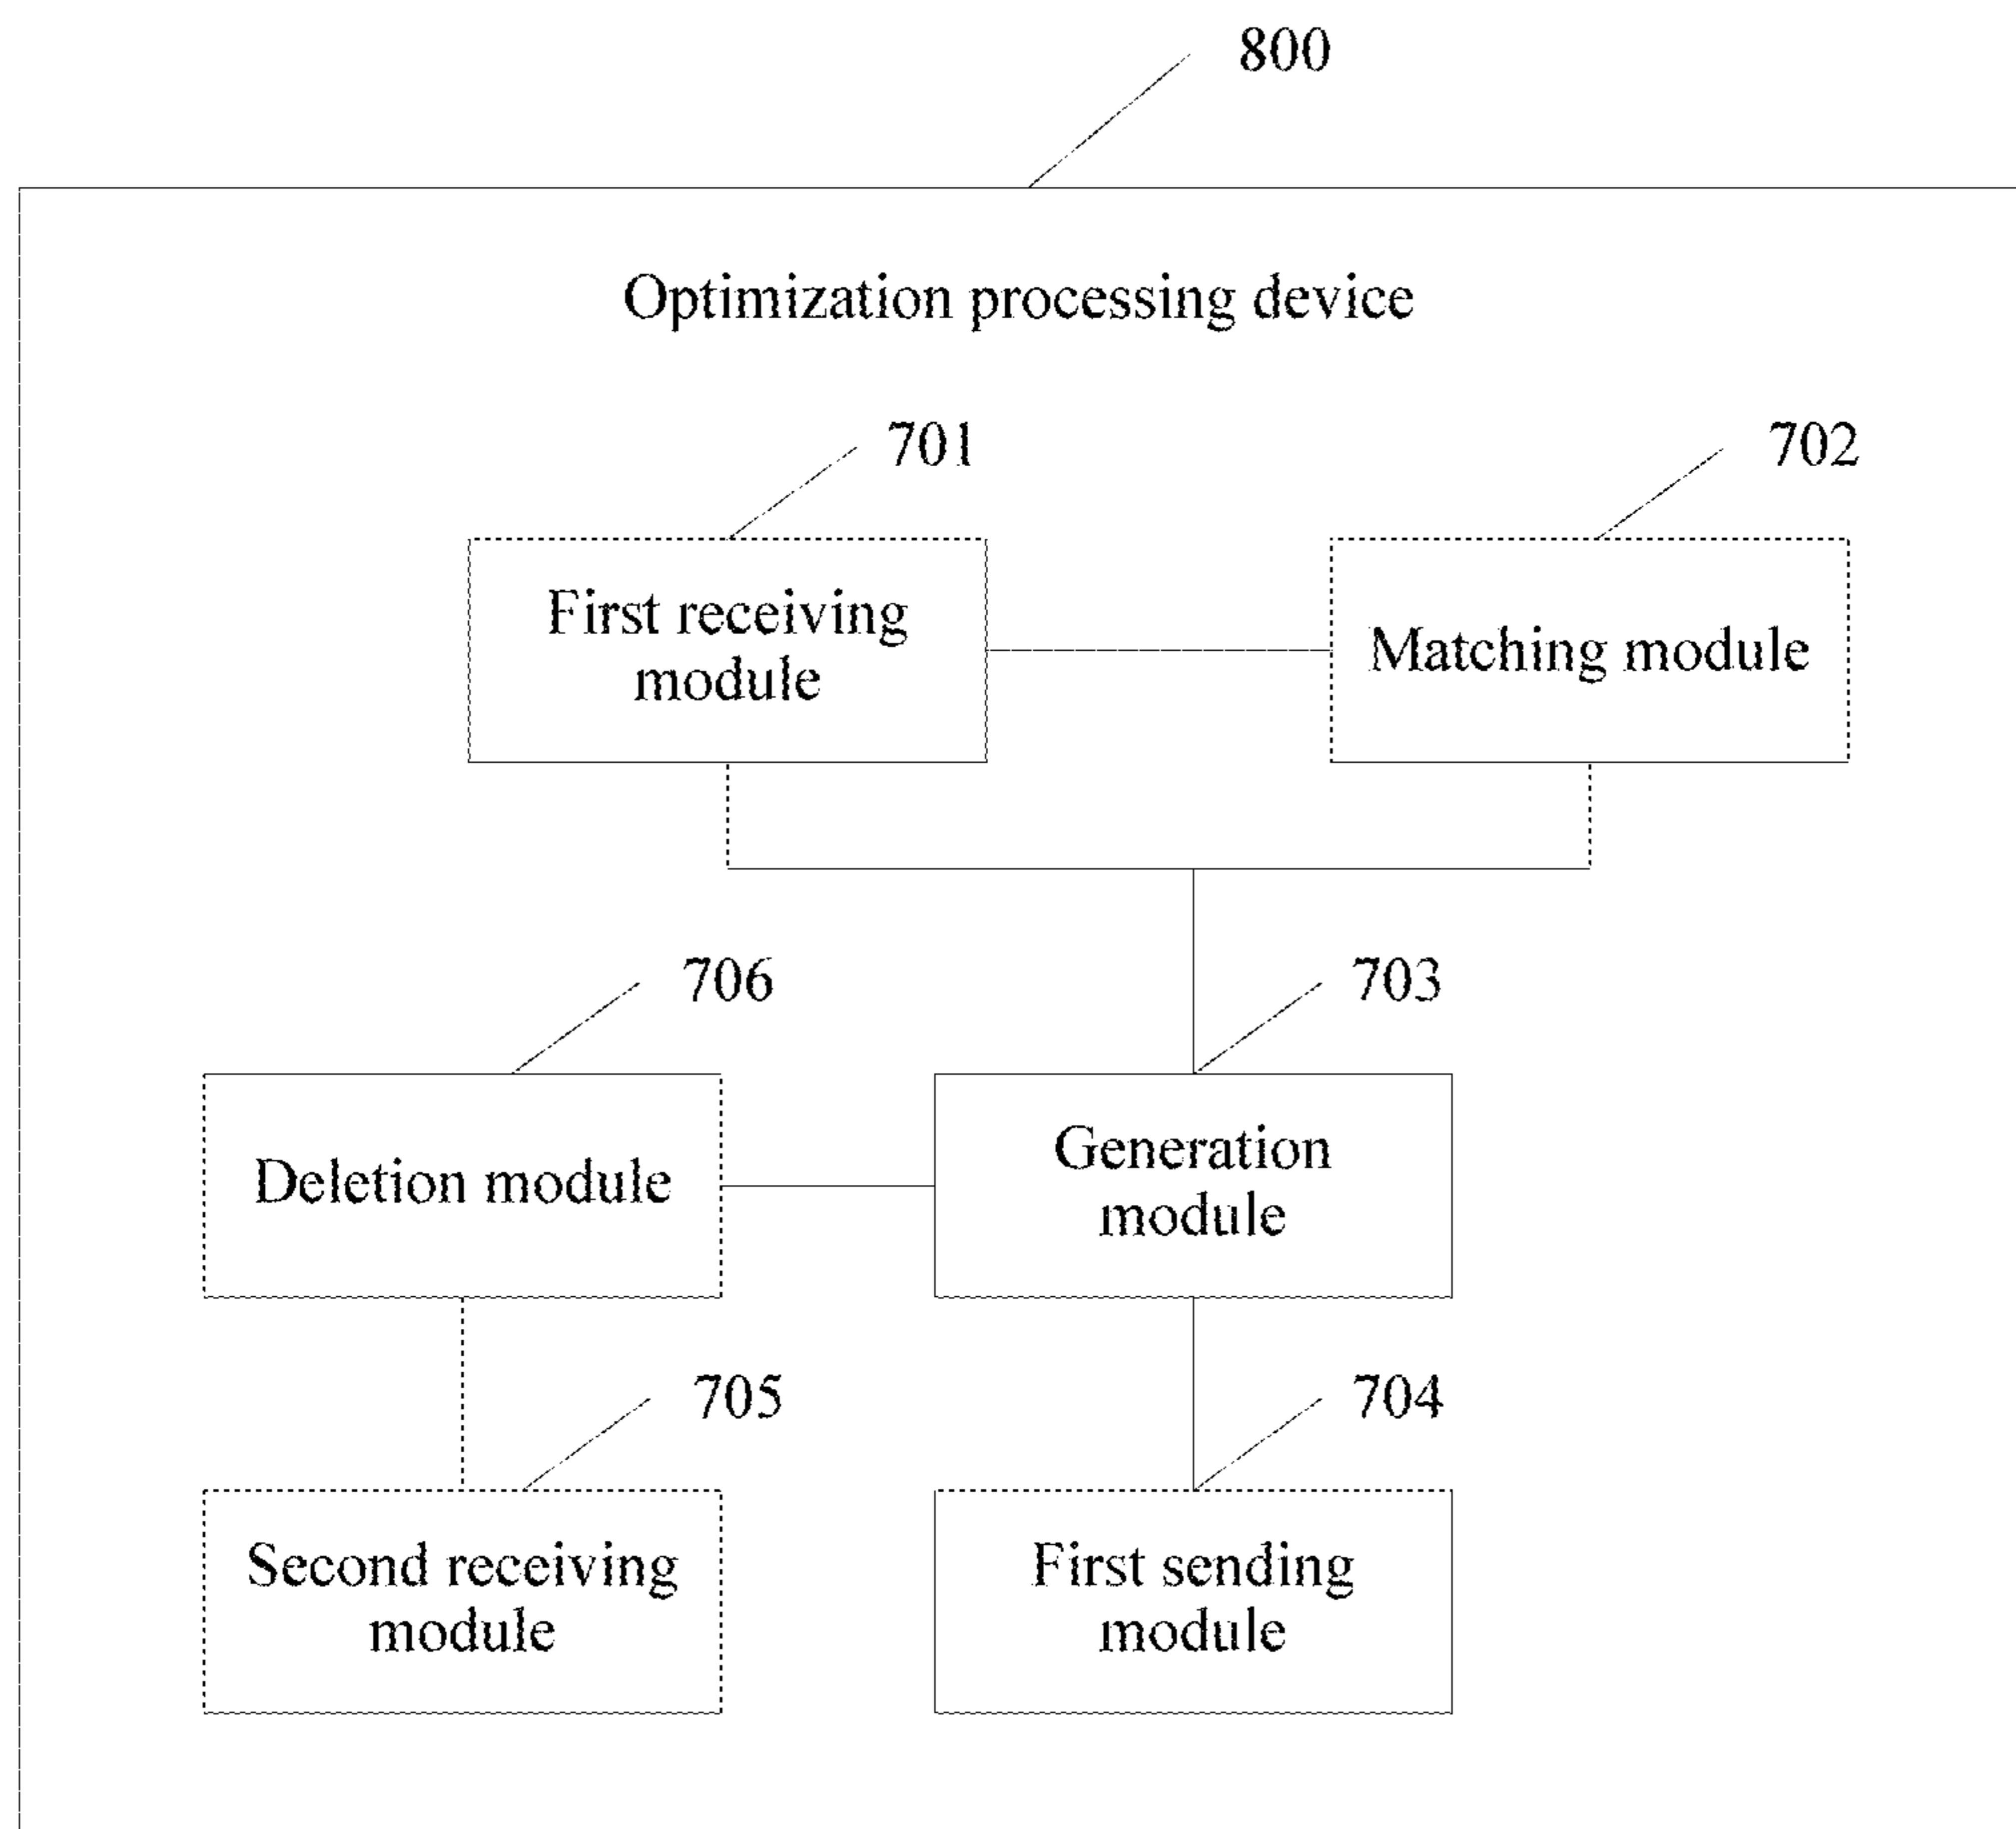 800
Optimization processing device
701
702
First receiving
module
Matching module
706
703
Deletion module
Generation
module
705
704
Second receiving
module
First sending
module